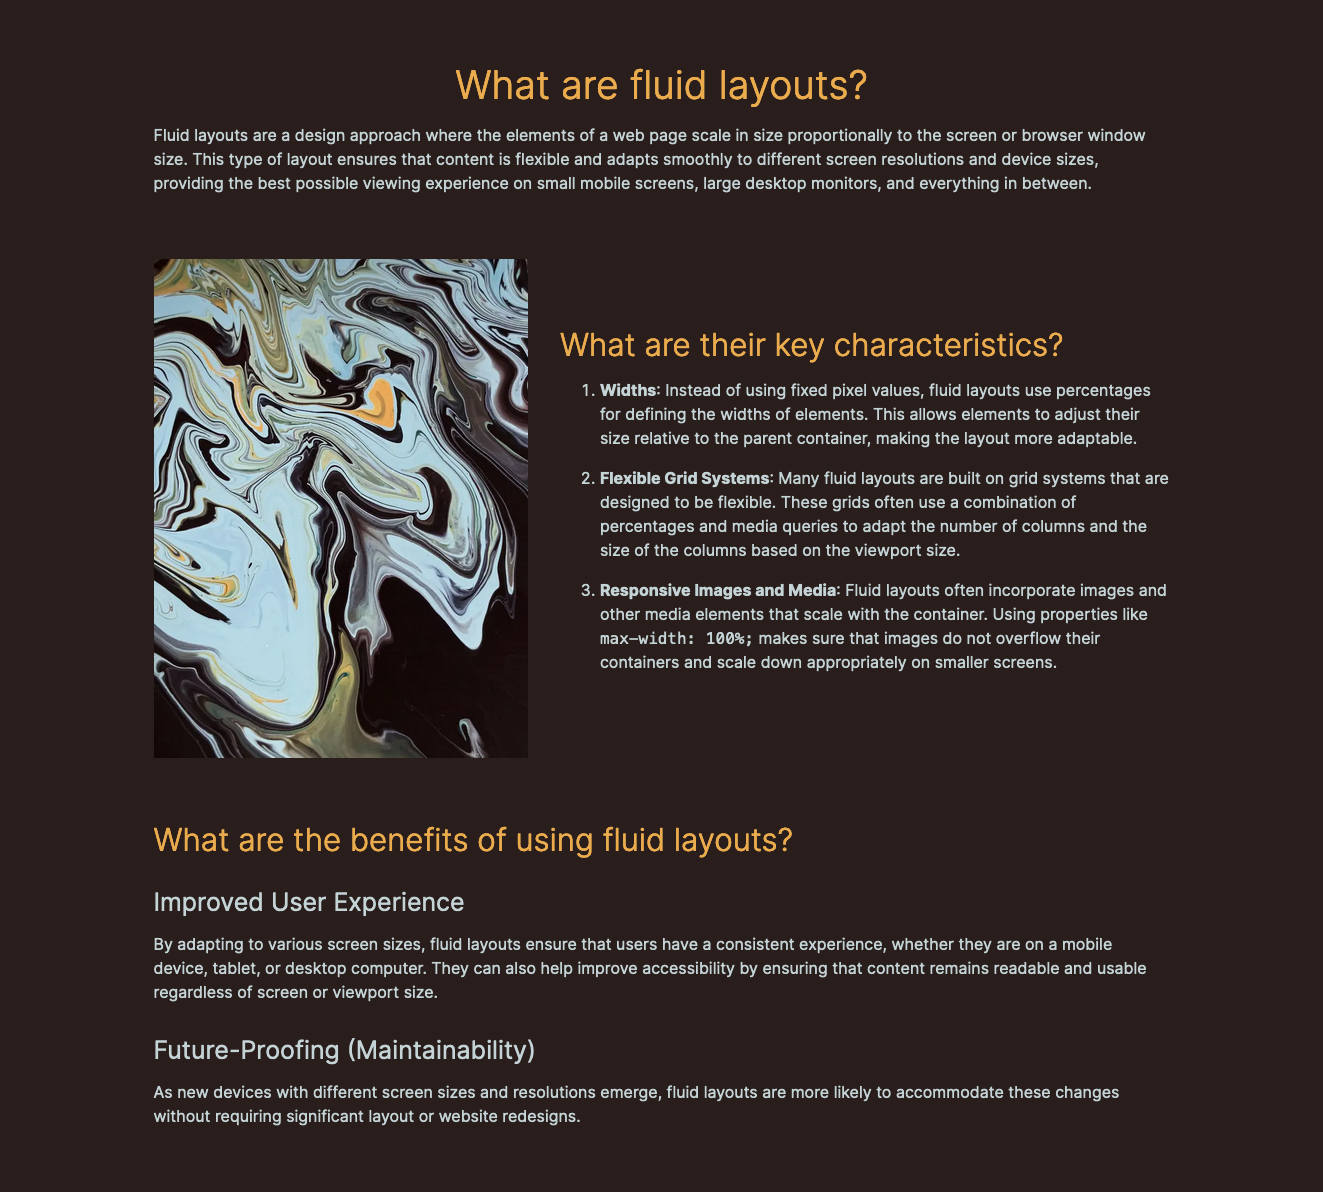 What are fluid layouts?
Fluid layouts are a design approach where the elements of a web page scale in size proportionally to the screen or browser window
size. This type of layout ensures that content is flexible and adapts smoothly to different screen resolutions and device sizes,
providing the best possible viewing experience on small mobile screens, large desktop monitors, and everything in between.
What are their key characteristics?
1. Widths: Instead of using fixed pixel values, fluid layouts use percentages
for defining the widths of elements. This allows elements to adjust their
size relative to the parent container, making the layout more adaptable.
2. Flexible Grid Systems: Many fluid layouts are built on grid systems that are
designed to be flexible. These grids often use a combination of
percentages and media queries to adapt the number of columns and the
size of the columns based on the viewport size.
3. Responsive Images and Media: Fluid layouts often incorporate images and
other media elements that scale with the container. Using properties like
max-width: 100%; makes sure that images do not overflow their
containers and scale down appropriately on smaller screens.
What are the benefits of using fluid layouts?
Improved User Experience
By adapting to various screen sizes, fluid layouts ensure that users have a consistent experience, whether they are on a mobile
device, tablet, or desktop computer. They can also help improve accessibility by ensuring that content remains readable and usable
regardless of screen or viewport size.
Future-Proofing (Maintainability)
As new devices with different screen sizes and resolutions emerge, fluid layouts are more likely to accommodate these changes
without requiring significant layout or website redesigns.